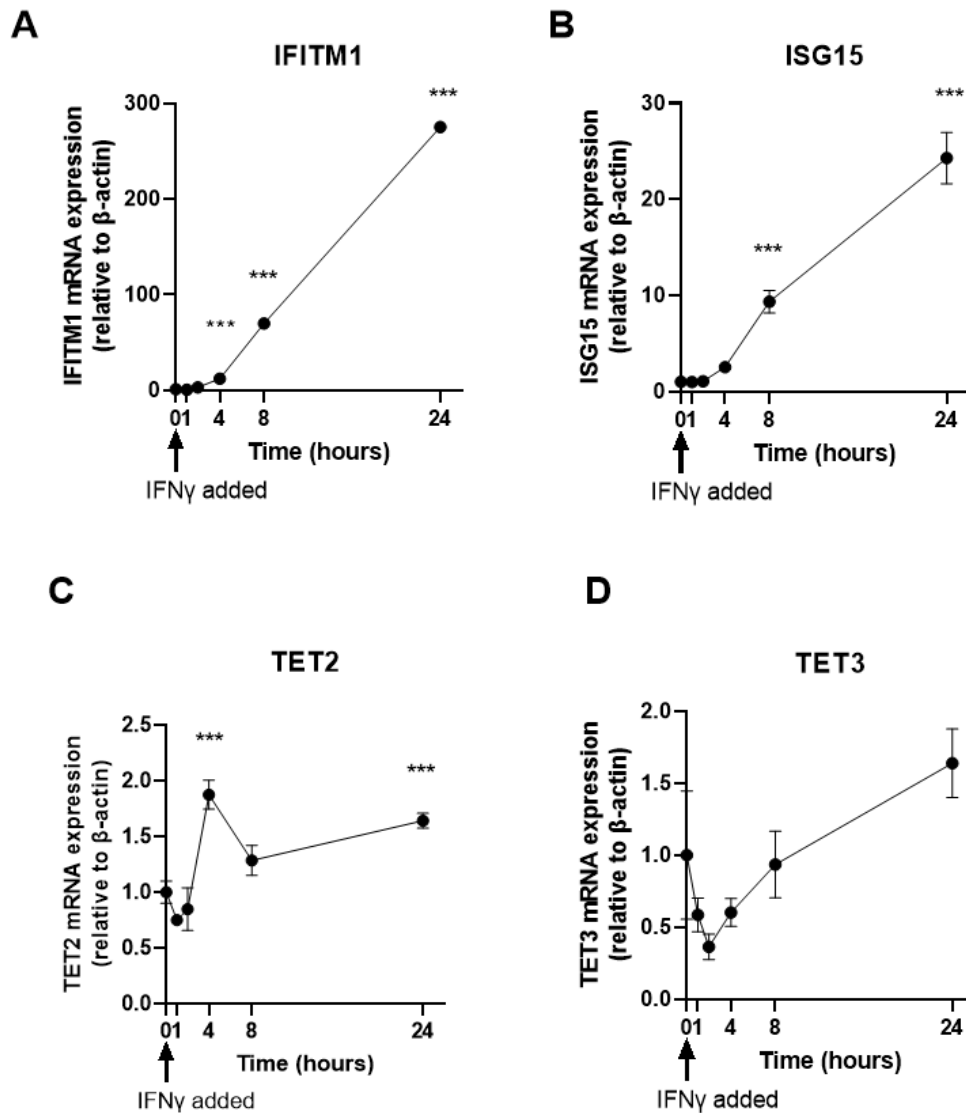 A
IFITM1
IFITM1 mRNA expression
(relative to β-actin)
300
200
100
0
***
***
***
01
4
8
24
Time (hours)
IFNγ added
B
ISG15
ISG15 mRNA expression
(relative to β-actin)
30
20
10
0
***
***
01
4
8
24
Time (hours)
IFNγ added
C
TET2
TET2 mRNA expression
(relative to β-actin)
2.5
2.0
1.5
1.0
0.5
0.0
***
***
01
4
8
24
Time (hours)
IFNγ added
D
TET3
TET3 mRNA expression
(relative to β-actin)
2.0
1.5
1.0
0.5
0.0
01
4
8
24
Time (hours)
IFNγ added